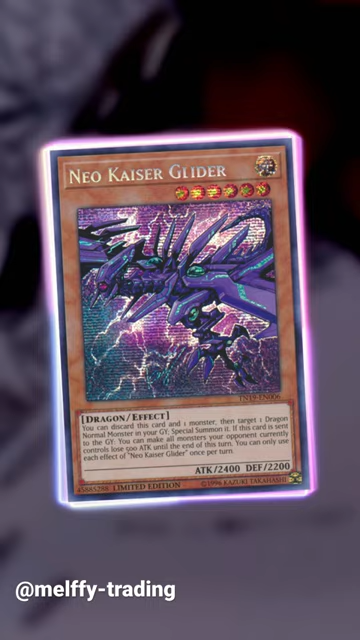 NEO KAISER GLIDER
TN19-EN006
[DRAGON/EFFECT]
You can discard this card and 1 monster, then target 1 Dragon
Normal Monster in your GY; Special Summon it. If this card is sent
to the GY: You can make all monsters your opponent currently
controls lose 500 ATK until the end of this turn. You can only use
each effect of "Neo Kaiser Glider" once per turn.
ATK/2400 DEF/2200
LIMITED EDITION
©1996 KAZUKI TAKAHASHI
@melffy-trading